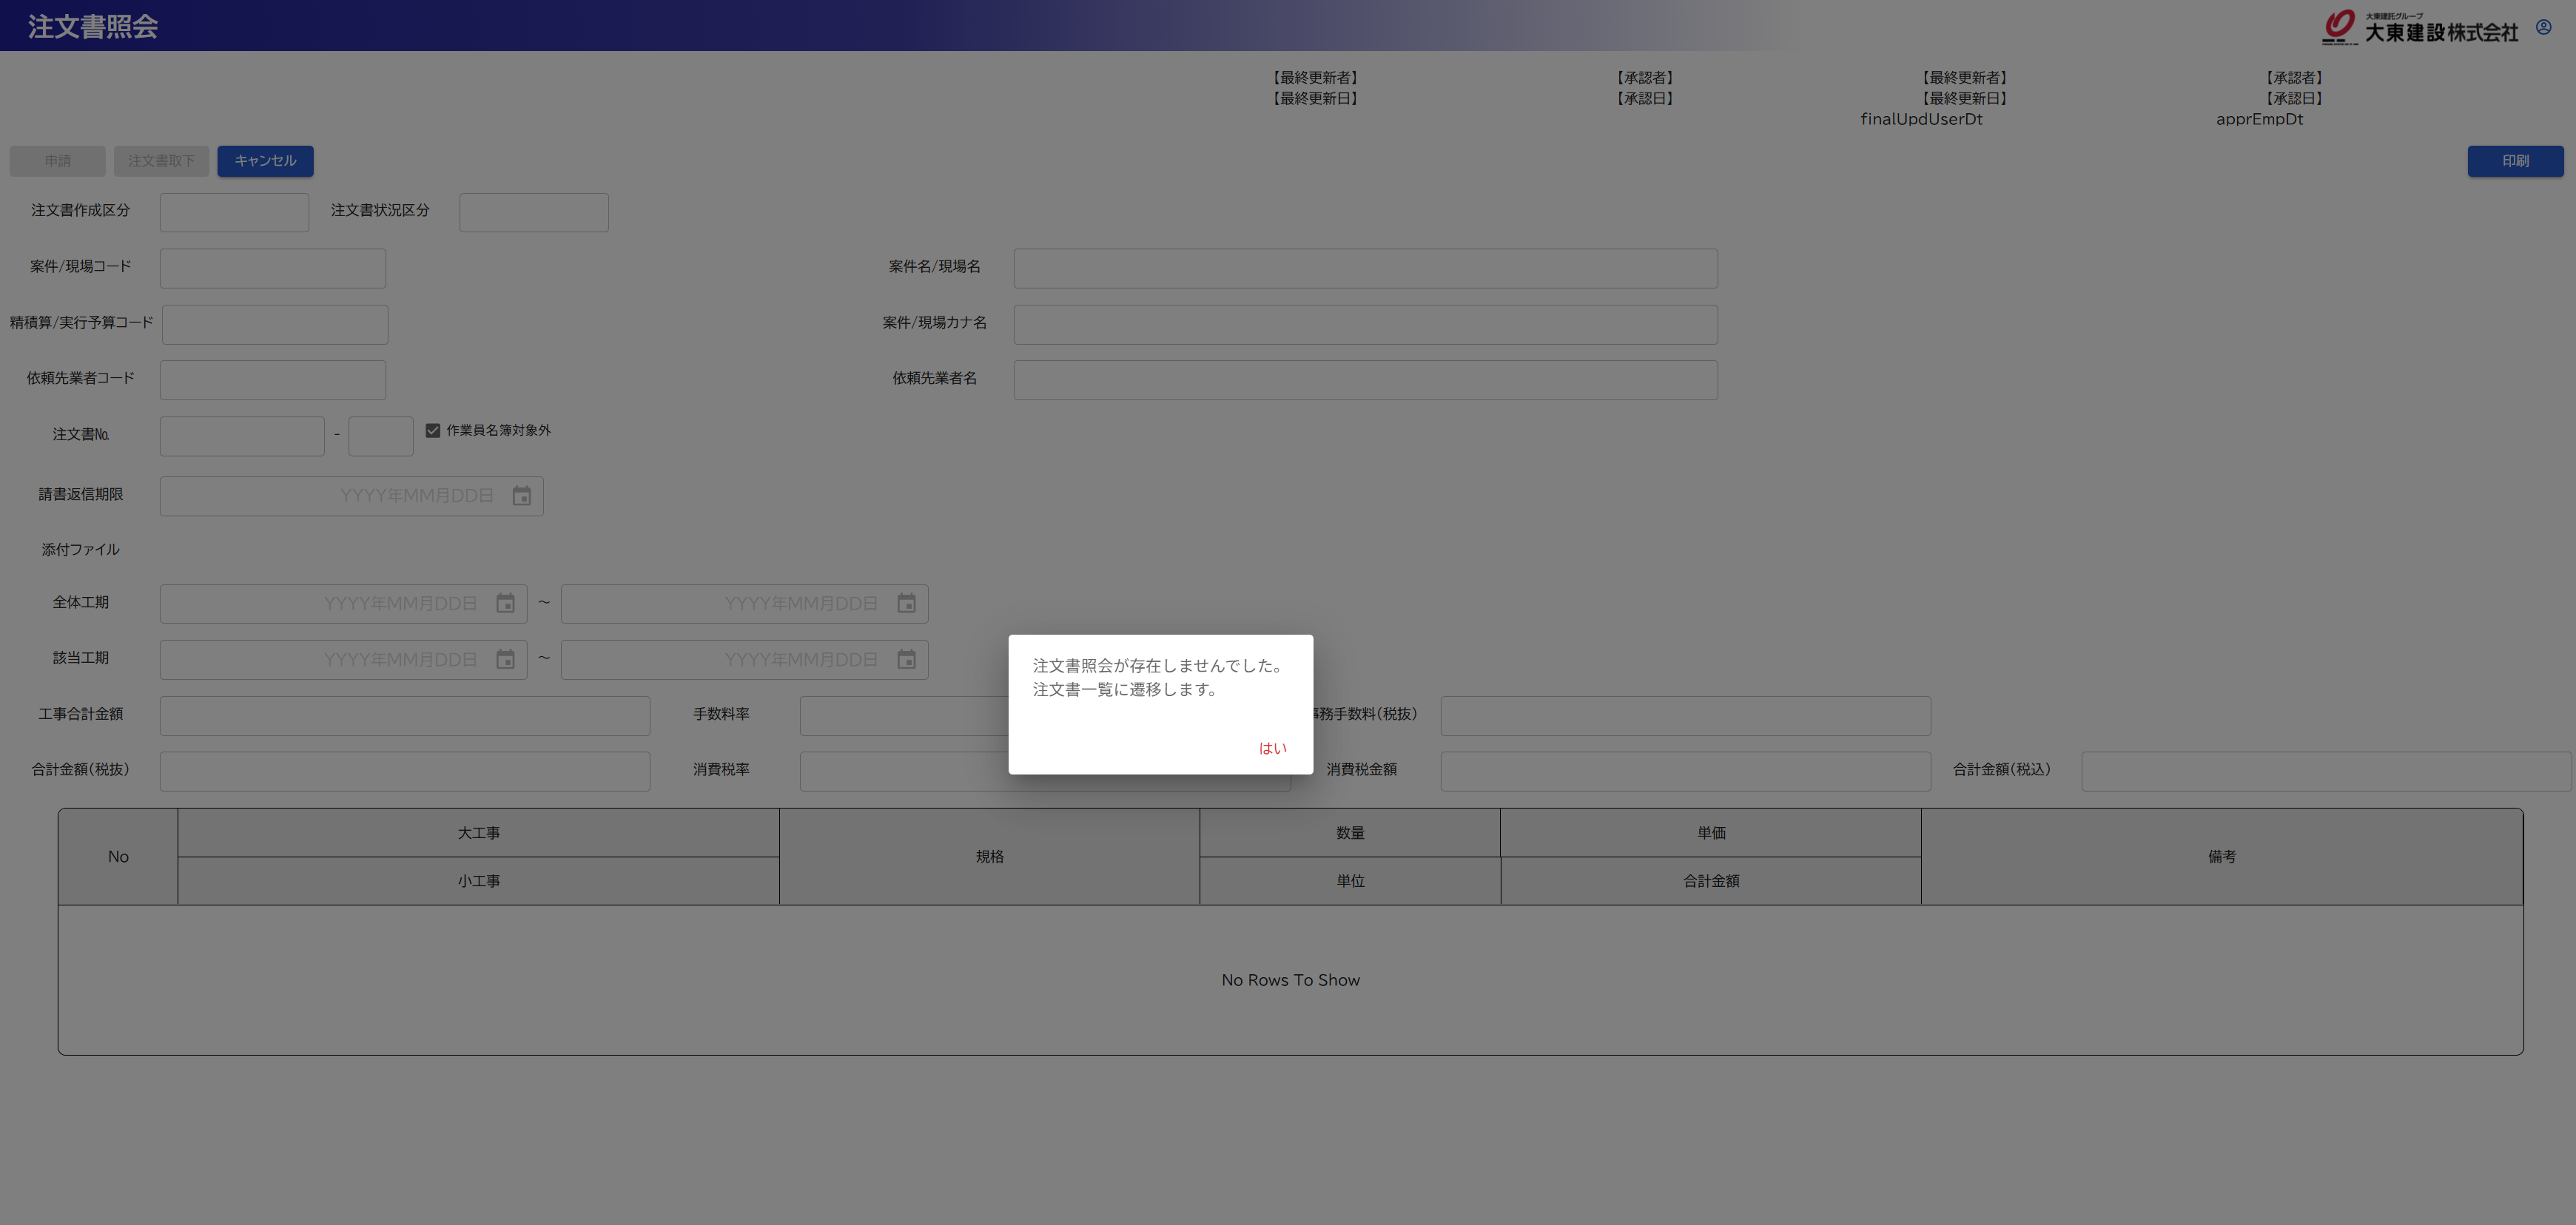 注文書照会
大東建託グループ
大東建設株式会社
【最終更新者】 【承認者】 【最終更新者】 【承認者】
【最終更新日】 【承認日】 【最終更新日】 【承認日】
finalUpdUserDt apprEmpDt
申請 注文書取下 キャンセル 印刷
注文書作成区分 注文書状況区分
案件/現場コード 案件名/現場名
精積算/実行予算コード 案件/現場カナ名
依頼先業者コード 依頼先業者名
注文書№ - 作業員名簿対象外
請書返信期限 YYYY年MM月DD日
添付ファイル
全体工期 YYYY年MM月DD日 ～ YYYY年MM月DD日
該当工期 YYYY年MM月DD日 ～ YYYY年MM月DD日
注文書照会が存在しませんでした。
注文書一覧に遷移します。
はい
工事合計金額 手数料率 務手数料(税抜)
合計金額(税抜) 消費税率 消費税金額 合計金額(税込)
No 大工事 規格 数量 単価 備考
小工事 単位 合計金額
No Rows To Show